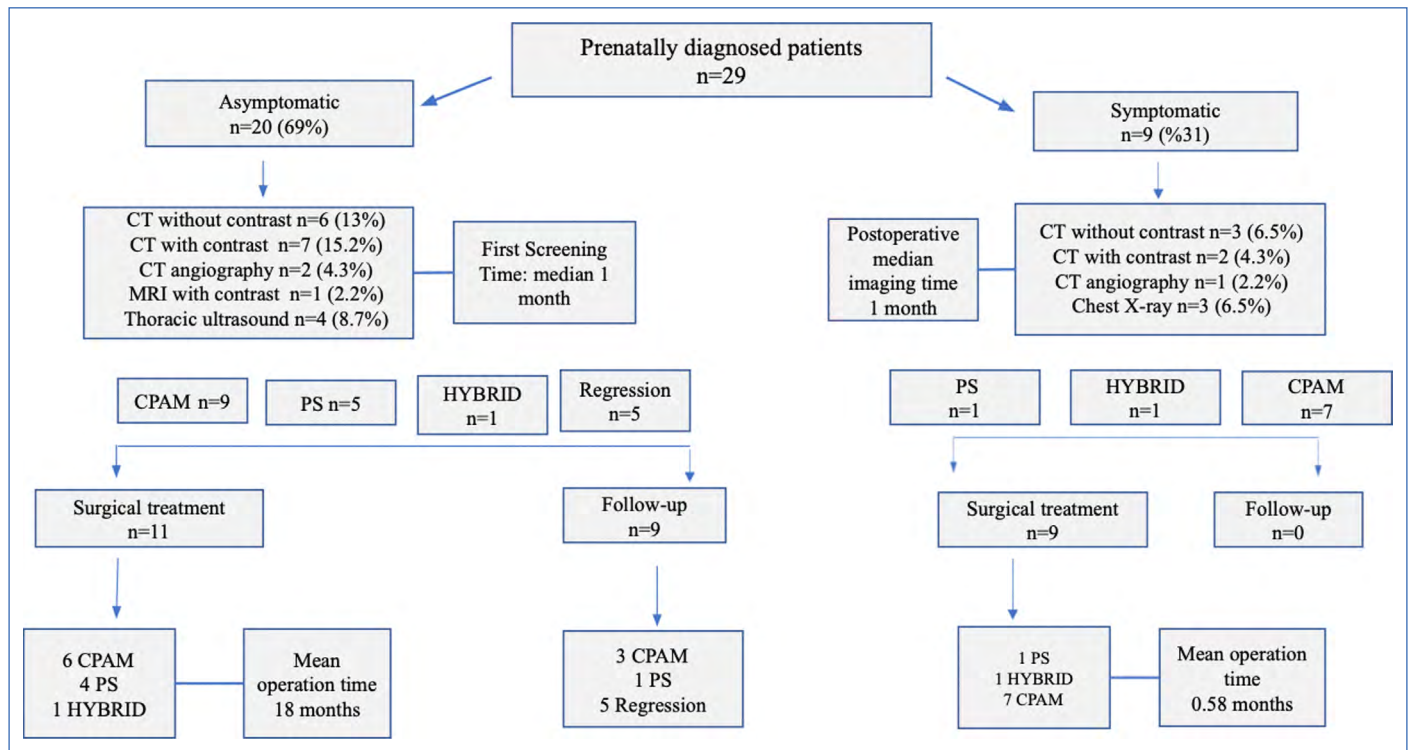 Prenatally diagnosed patients
n=29
Asymptomatic
n=20 (69%)
Symptomatic
n=9 (%31)
CT without contrast n=6 (13%)
CT with contrast n=7 (15.2%)
CT angiography n=2 (4.3%)
MRI with contrast n=1 (2.2%)
Thoracic ultrasound n=4 (8.7%)
First Screening
Time: median 1
month
Postoperative
median
imaging time
1 month
CT without contrast n=3 (6.5%)
CT with contrast n=2 (4.3%)
CT angiography n=1 (2.2%)
Chest X-ray n=3 (6.5%)
CPAM n=9
PS n=5
HYBRID
n=1
Regression
n=5
PS
n=1
HYBRID
n=1
CPAM
n=7
Surgical treatment
n=11
Follow-up
n=9
Surgical treatment
n=9
Follow-up
n=0
6 CPAM
4 PS
1 HYBRID
Mean
operation time
18 months
3 CPAM
1 PS
5 Regression
1 PS
1 HYBRID
7 CPAM
Mean operation
time
0.58 months